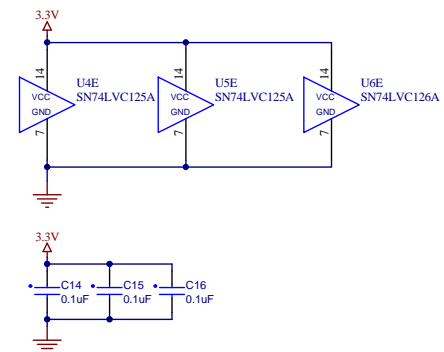 3.3V
14
14
14
U4E
SN74LVC125A
U5E
SN74LVC125A
U6E
SN74LVC126A
VCC
GND
VCC
GND
VCC
GND
7
7
7
3.3V
C14
0.1uF
C15
0.1uF
C16
0.1uF